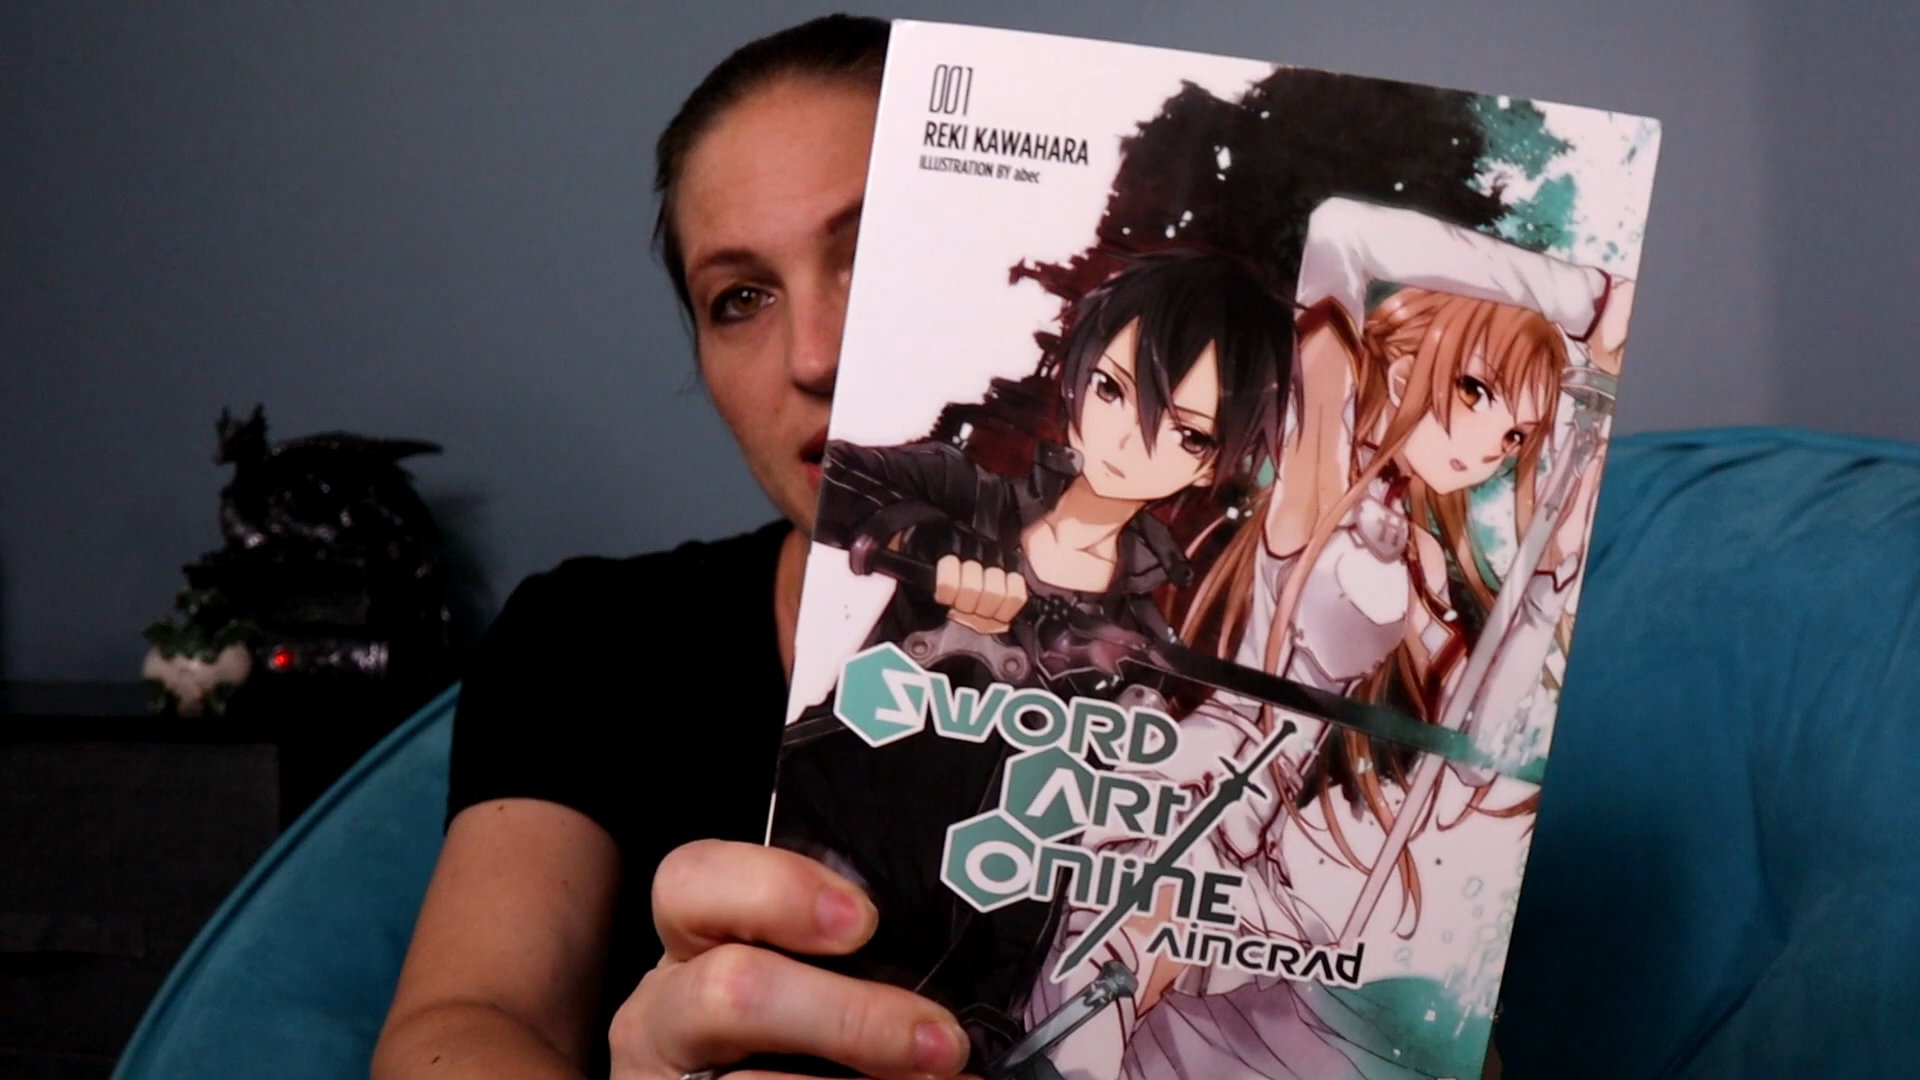 001
REKI KAWAHARA
ILLUSTRATION BY abec
SWORD
ART
ONLINE
AINCRAD